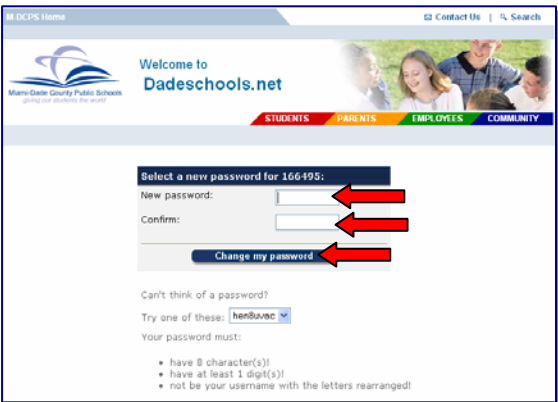 M-DCPS Home
Contact Us | Search
Welcome to
Dadeschools.net
Miami-Dade County Public Schools
giving our students the world
STUDENTS PARENTS EMPLOYEES COMMUNITY
Select a new password for 166495:
New password:
Confirm:
Change my password
Can't think of a password?
Try one of these: hen8uvac
Your password must:
• have 8 character(s)!
• have at least 1 digit(s)!
• not be your username with the letters rearranged!